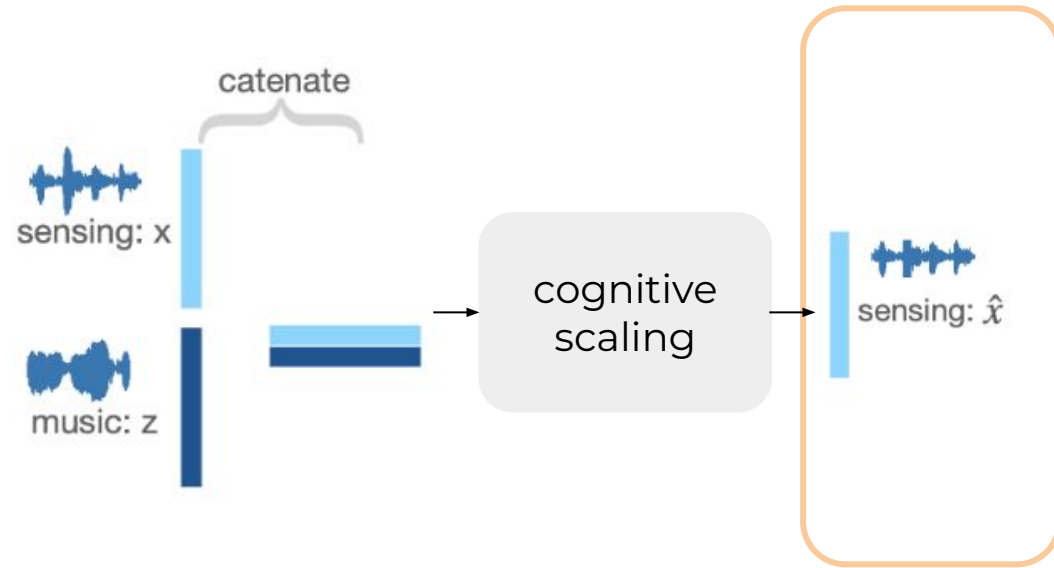 catenate
sensing: x
music: z
cognitive
scaling
sensing: x̂